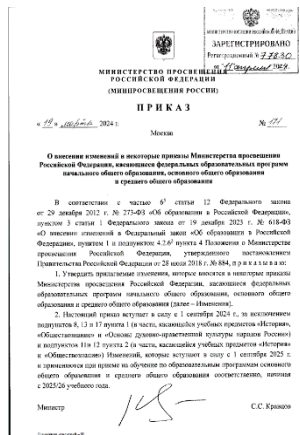 ЗАРЕГИСТРИРОВАНО
Регистрационный № 77830
от "11" апреля 2024.
МИНИСТЕРСТВО ПРОСВЕЩЕНИЯ
РОССИЙСКОЙ ФЕДЕРАЦИИ
(МИНПРОСВЕЩЕНИЯ РОССИИ)
ПРИКАЗ
« 19 » марта 2024 г.
№ 171
Москва
О внесении изменений в некоторые приказы Министерства просвещения
Российской Федерации, касающиеся федеральных образовательных программ
начального общего образования, основного общего образования
и среднего общего образования
В соответствии с частью 6⁵ статьи 12 Федерального закона
от 29 декабря 2012 г. № 273-ФЗ «Об образовании в Российской Федерации»,
пунктом 3 статьи 1 Федерального закона от 19 декабря 2023 г. № 618-ФЗ
«О внесении изменений в Федеральный закон «Об образовании в Российской
Федерации», пунктом 1 и подпунктом 4.2.6² пункта 4 Положения о Министерстве
просвещения Российской Федерации, утвержденного постановлением
Правительства Российской Федерации от 28 июля 2018 г. № 884, п р и к а з ы в а ю:
1. Утвердить прилагаемые изменения, которые вносятся в некоторые приказы
Министерства просвещения Российской Федерации, касающиеся федеральных
образовательных программ начального общего образования, основного общего
образования и среднего общего образования (далее – Изменения).
2. Настоящий приказ вступает в силу с 1 сентября 2024 г., за исключением
подпунктов 8, 13 и 17 пункта 1 (в части, касающейся учебных предметов «История»,
«Обществознание» и «Основы духовно-нравственной культуры народов России»)
и подпунктов 11 и 12 пункта 2 (в части, касающейся учебных предметов «История»
и «Обществознание») Изменений, которые вступают в силу с 1 сентября 2025 г.
и применяются при приеме на обучение по образовательным программам основного
общего образования и среднего общего образования соответственно, начиная
с 2025/26 учебного года.
Министр
С.С. Кравцов